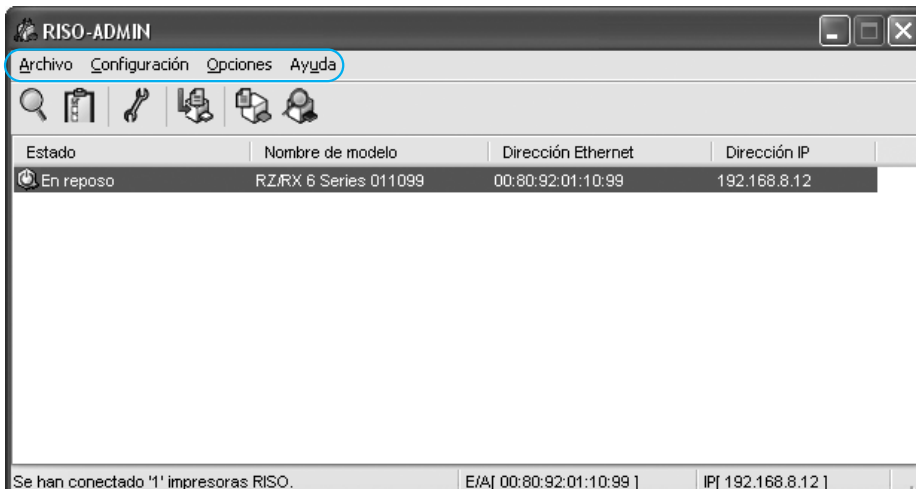 RISO-ADMIN
Archivo Configuración Opciones Ayuda
Estado Nombre de modelo Dirección Ethernet Dirección IP
En reposo RZ/RX 6 Series 011099 00:80:92:01:10:99 192.168.8.12
Se han conectado '1' impresoras RISO. E/A[ 00:80:92:01:10:99 ] IP[ 192.168.8.12 ]